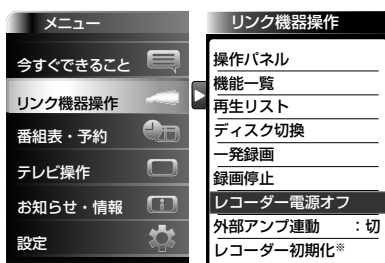 メニュー
今すぐできること
リンク機器操作
番組表・予約
テレビ操作
お知らせ・情報
設定
リンク機器操作
操作パネル
機能一覧
再生リスト
ディスク切換
一発録画
録画停止
レコーダー電源オフ
外部アンプ連動　：切
レコーダー初期化※